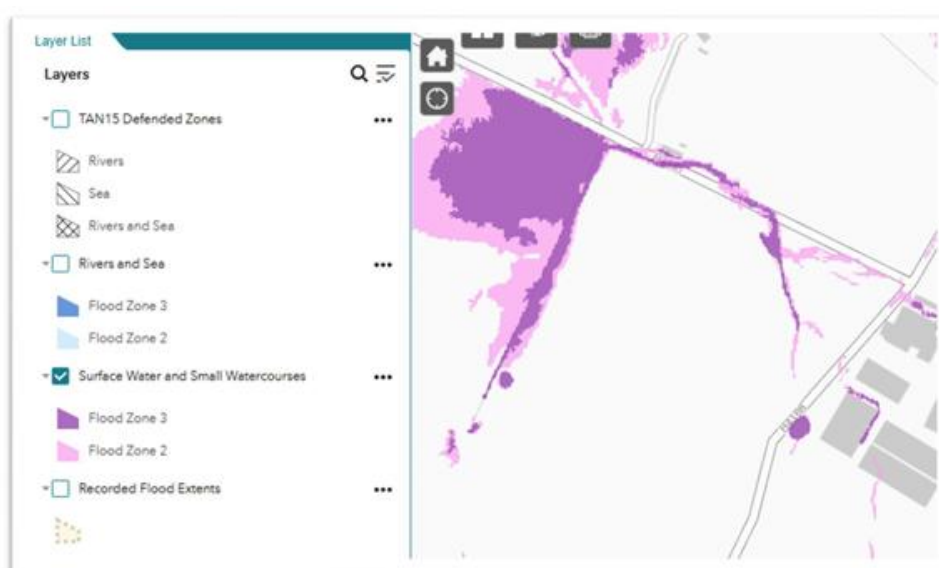 Layer List
Layers
TAN15 Defended Zones
Rivers
Sea
Rivers and Sea
Rivers and Sea
Flood Zone 3
Flood Zone 2
Surface Water and Small Watercourses
Flood Zone 3
Flood Zone 2
Recorded Flood Extents